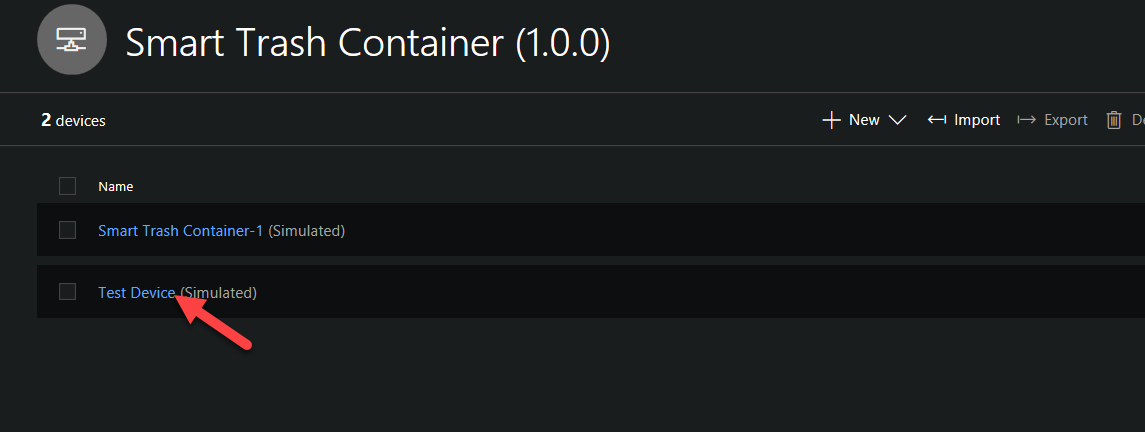 Smart Trash Container (1.0.0)
2 devices
New
Import
Export
Name
Smart Trash Container-1 (Simulated)
Test Device (Simulated)